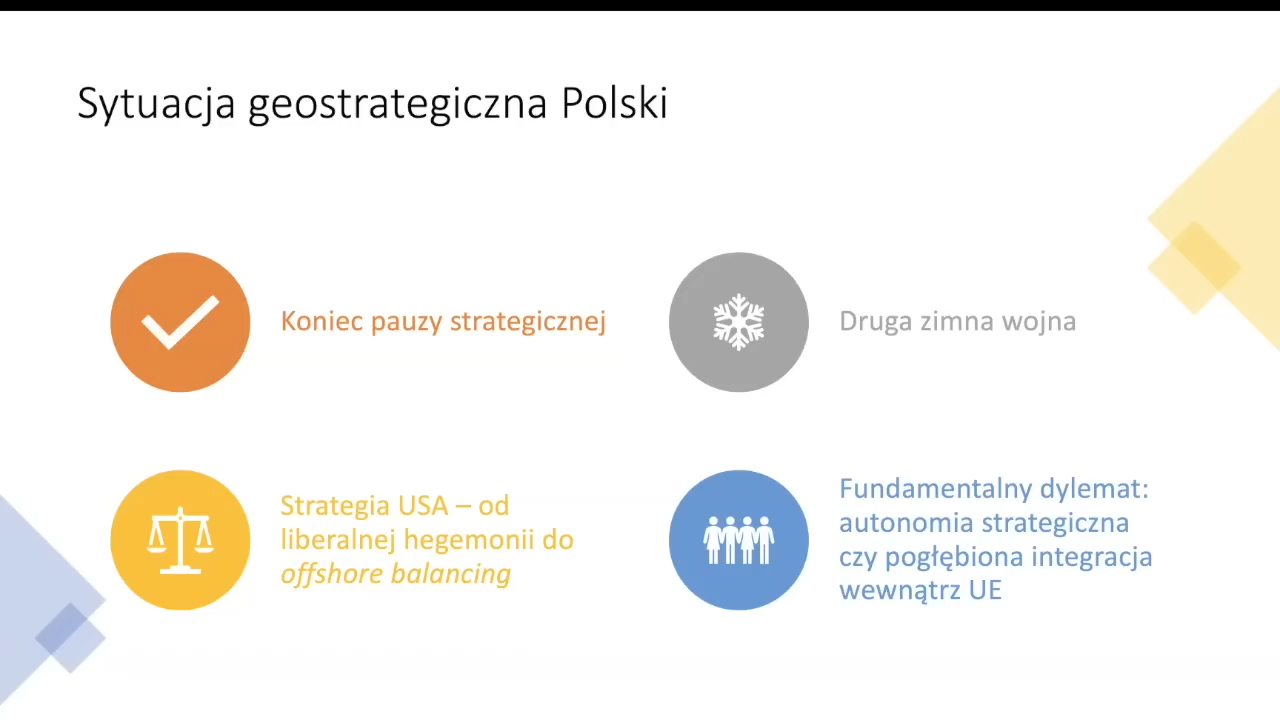 Sytuacja geostrategiczna Polski
Koniec pauzy strategicznej
Druga zimna wojna
Strategia USA – od
liberalnej hegemonii do
offshore balancing
Fundamentalny dylemat:
autonomia strategiczna
czy pogłębiona integracja
wewnątrz UE